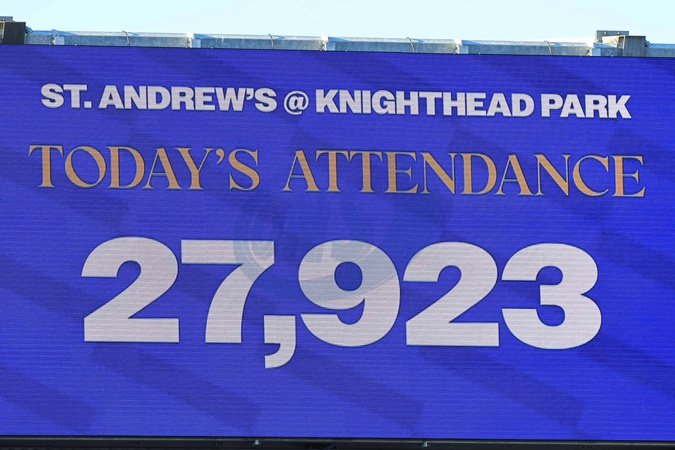 ST. ANDREW'S @ KNIGHTHEAD PARK
TODAY'S ATTENDANCE
27,923